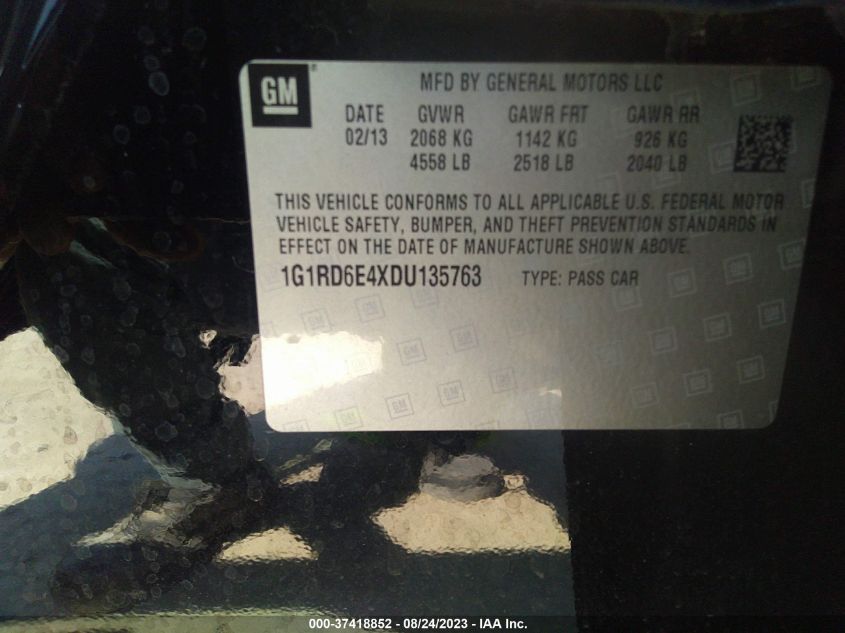 GM
MFD BY GENERAL MOTORS LLC
DATE GVWR GAWR FRT GAWR RR
02/13 2068 KG 1142 KG 926 KG
4558 LB 2518 LB 2040 LB
THIS VEHICLE CONFORMS TO ALL APPLICABLE U.S. FEDERAL MOTOR
VEHICLE SAFETY, BUMPER, AND THEFT PREVENTION STANDARDS IN
EFFECT ON THE DATE OF MANUFACTURE SHOWN ABOVE.
1G1RD6E4XDU135763 TYPE: PASS CAR
000-37418852 - 08/24/2023 - IAA Inc.